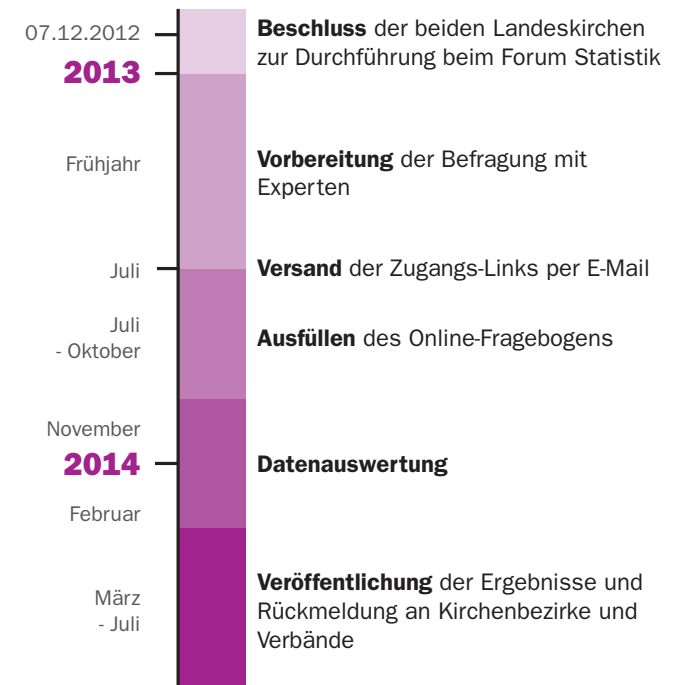 07.12.2012
Beschluss der beiden Landeskirchen
zur Durchführung beim Forum Statistik
2013
Frühjahr
Vorbereitung der Befragung mit
Experten
Juli
Versand der Zugangs-Links per E-Mail
Juli
- Oktober
Ausfüllen des Online-Fragebogens
November
2014
Datenauswertung
Februar
März
- Juli
Veröffentlichung der Ergebnisse und
Rückmeldung an Kirchenbezirke und
Verbände